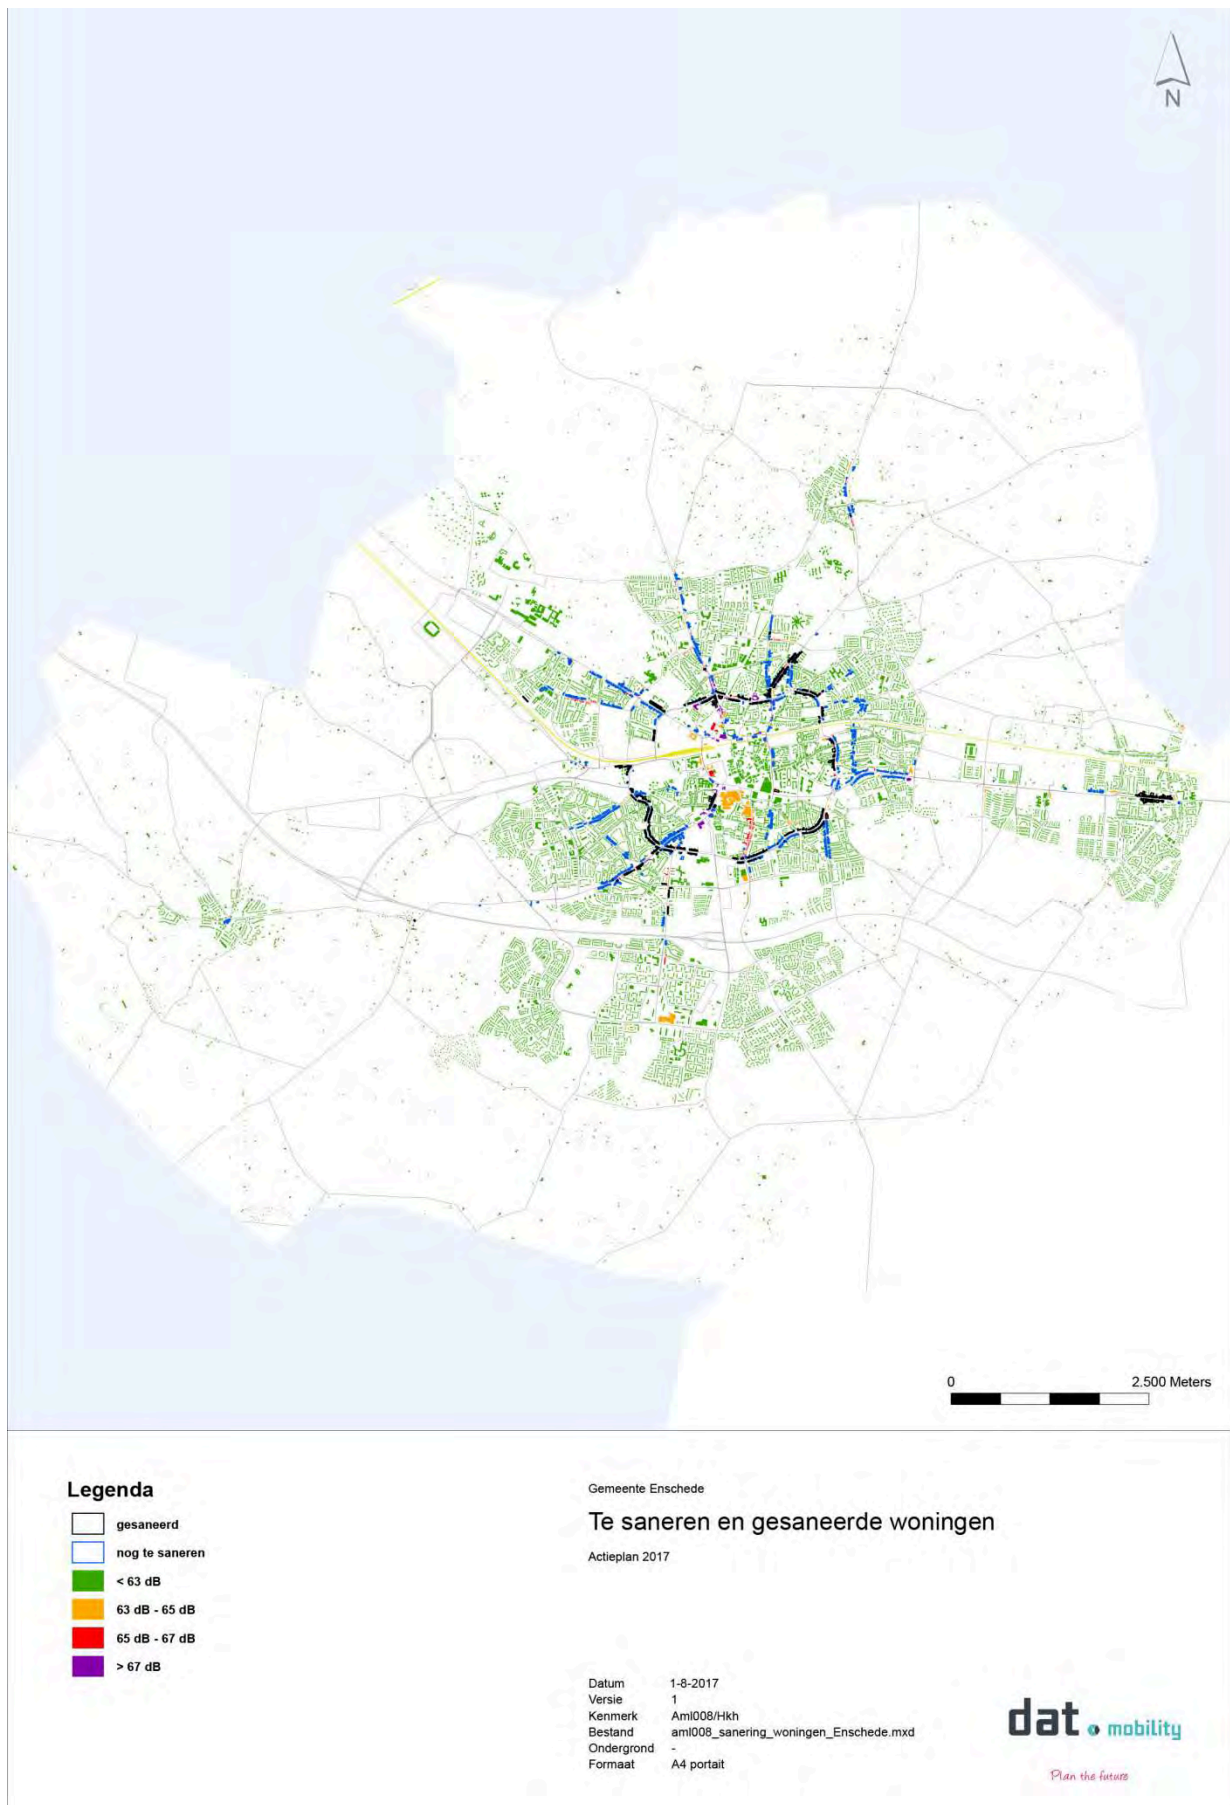 N
0 2.500 Meters
Legenda
gesaneerd
nog te saneren
< 63 dB
63 dB - 65 dB
65 dB - 67 dB
> 67 dB
Gemeente Enschede
Te saneren en gesaneerde woningen
Actieplan 2017
Datum 1-8-2017
Versie 1
Kenmerk Aml008/Hkh
Bestand aml008_sanering_woningen_Enschede.mxd
Ondergrond -
Formaat A4 portait
dat mobility
Plan the future